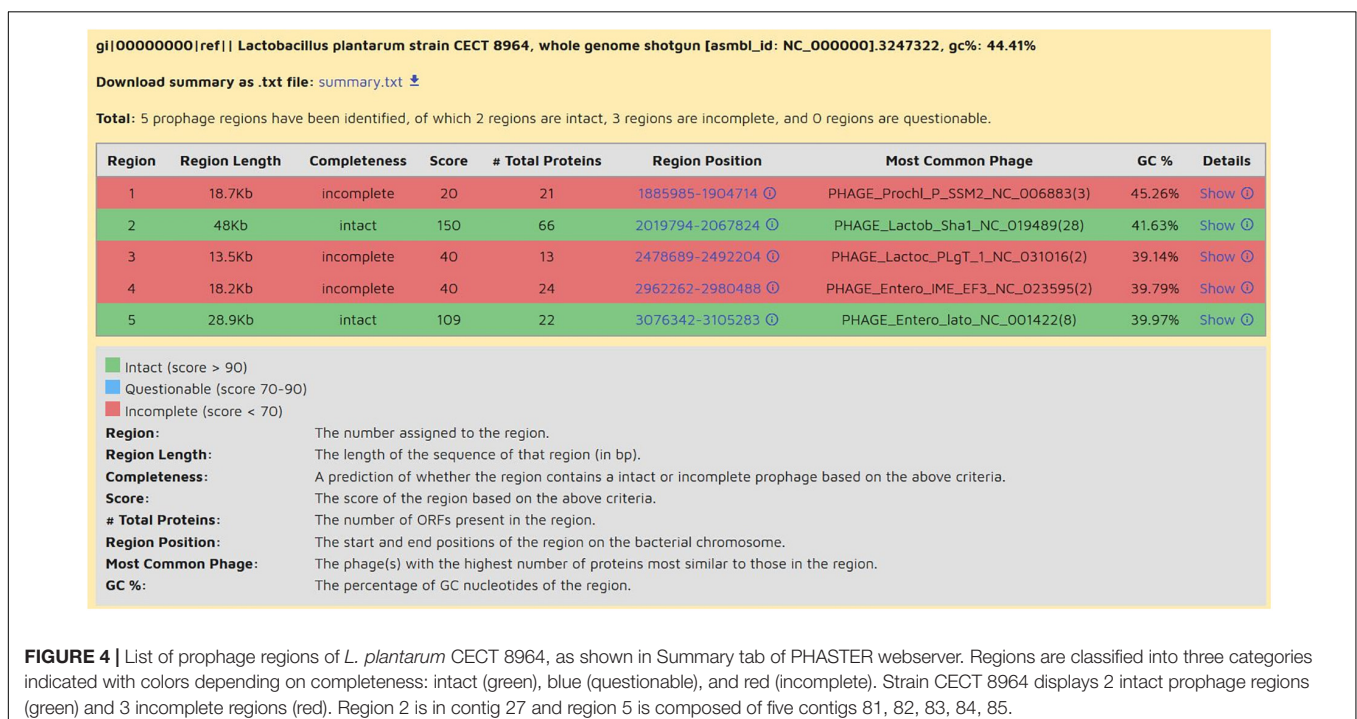 gi|00000000|ref|| Lactobacillus plantarum strain CECT 8964, whole genome shotgun [asmbl_id: NC_000000].3247322, gc%: 44.41%
Download summary as .txt file: summary.txt
Total: 5 prophage regions have been identified, of which 2 regions are intact, 3 regions are incomplete, and 0 regions are questionable.
Region Region Length Completeness Score # Total Proteins Region Position Most Common Phage GC % Details
1 18.7Kb incomplete 20 21 1885985-1904714 PHAGE_Prochl_P_SSM2_NC_006883(3) 45.26% Show
2 48Kb intact 150 66 2019794-2067824 PHAGE_Lactob_Sha1_NC_019489(28) 41.63% Show
3 13.5Kb incomplete 40 13 2478689-2492204 PHAGE_Lactoc_PLgT_1_NC_031016(2) 39.14% Show
4 18.2Kb incomplete 40 24 2962262-2980488 PHAGE_Entero_IME_EF3_NC_023595(2) 39.79% Show
5 28.9Kb intact 109 22 3076342-3105283 PHAGE_Entero_lato_NC_001422(8) 39.97% Show
Intact (score > 90)
Questionable (score 70-90)
Incomplete (score < 70)
Region: The number assigned to the region.
Region Length: The length of the sequence of that region (in bp).
Completeness: A prediction of whether the region contains a intact or incomplete prophage based on the above criteria.
Score: The score of the region based on the above criteria.
# Total Proteins: The number of ORFs present in the region.
Region Position: The start and end positions of the region on the bacterial chromosome.
Most Common Phage: The phage(s) with the highest number of proteins most similar to those in the region.
GC %: The percentage of GC nucleotides of the region.
FIGURE 4 | List of prophage regions of L. plantarum CECT 8964, as shown in Summary tab of PHASTER webserver. Regions are classified into three categories
indicated with colors depending on completeness: intact (green), blue (questionable), and red (incomplete). Strain CECT 8964 displays 2 intact prophage regions
(green) and 3 incomplete regions (red). Region 2 is in contig 27 and region 5 is composed of five contigs 81, 82, 83, 84, 85.